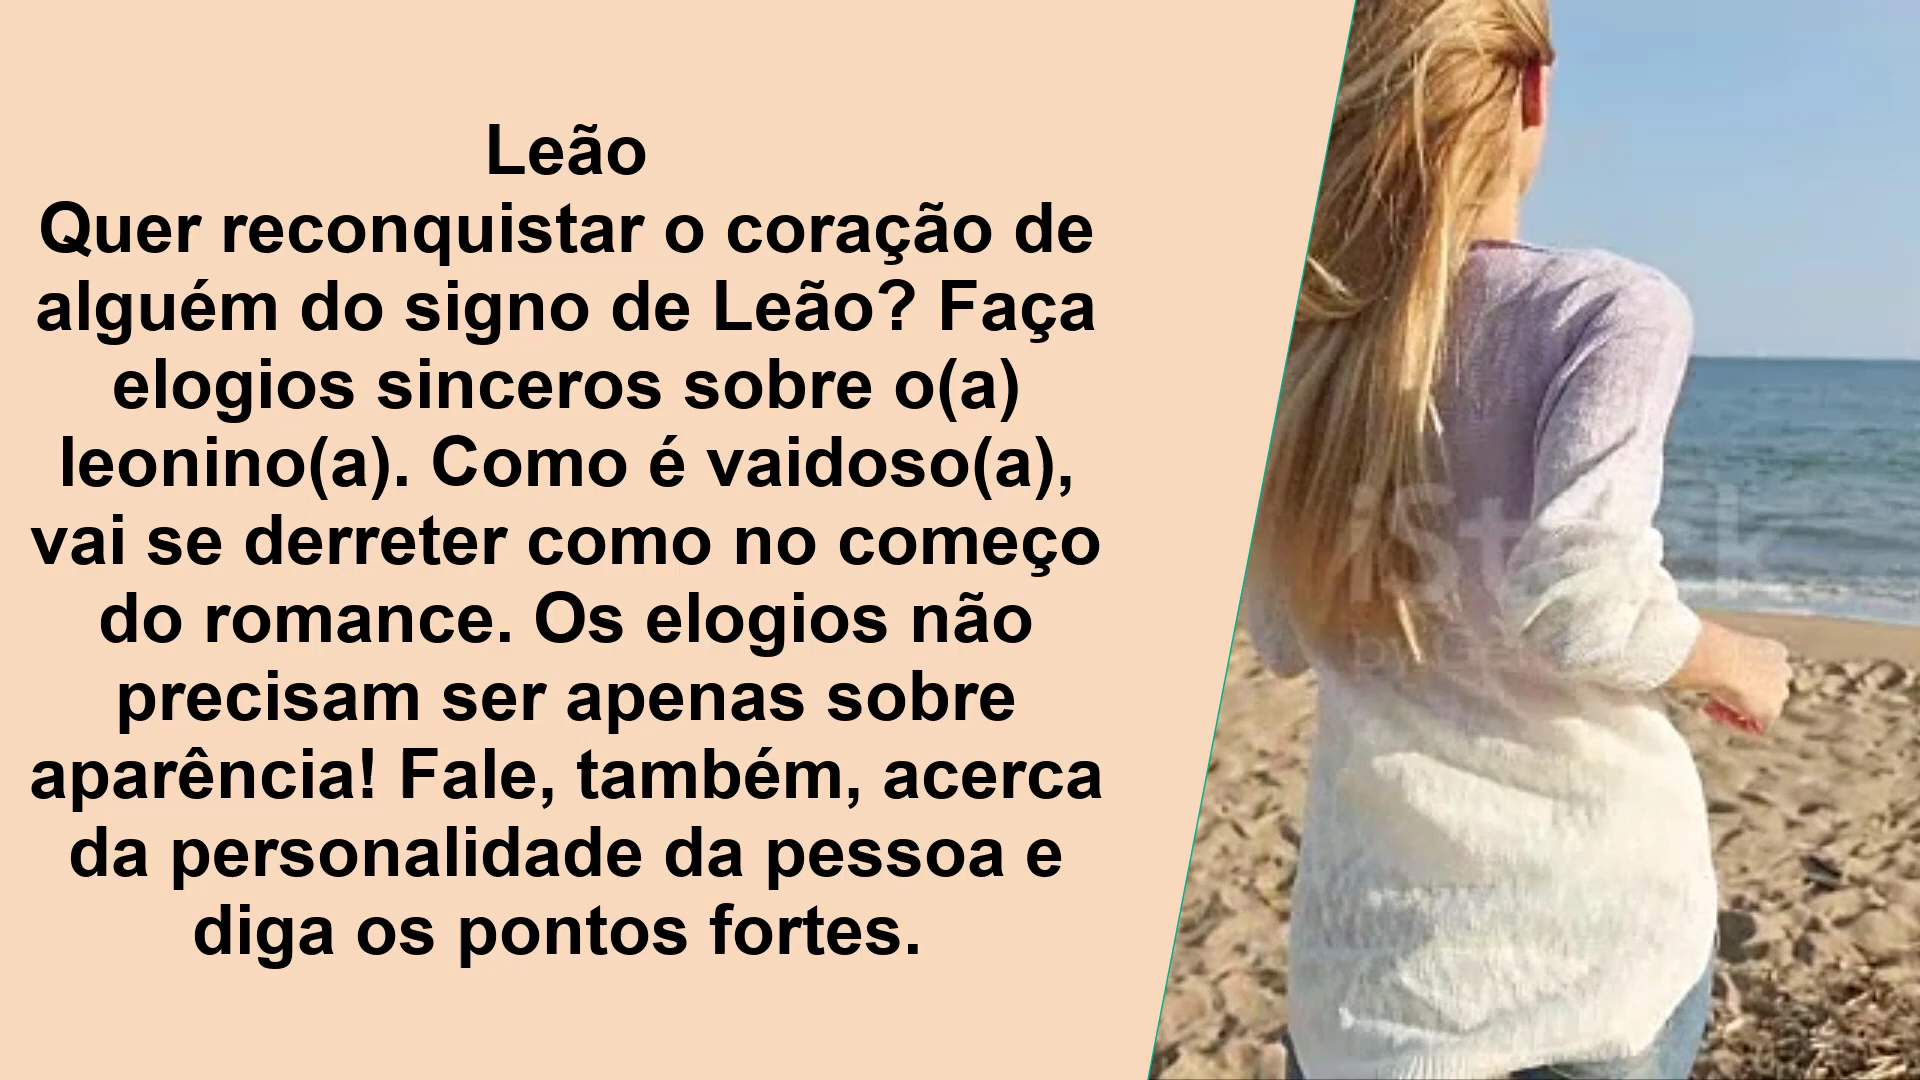 Leão
Quer reconquistar o coração de
alguém do signo de Leão? Faça
elogios sinceros sobre o(a)
leonino(a). Como é vaidoso(a),
vai se derreter como no começo
do romance. Os elogios não
precisam ser apenas sobre
aparência! Fale, também, acerca
da personalidade da pessoa e
diga os pontos fortes.
iStock